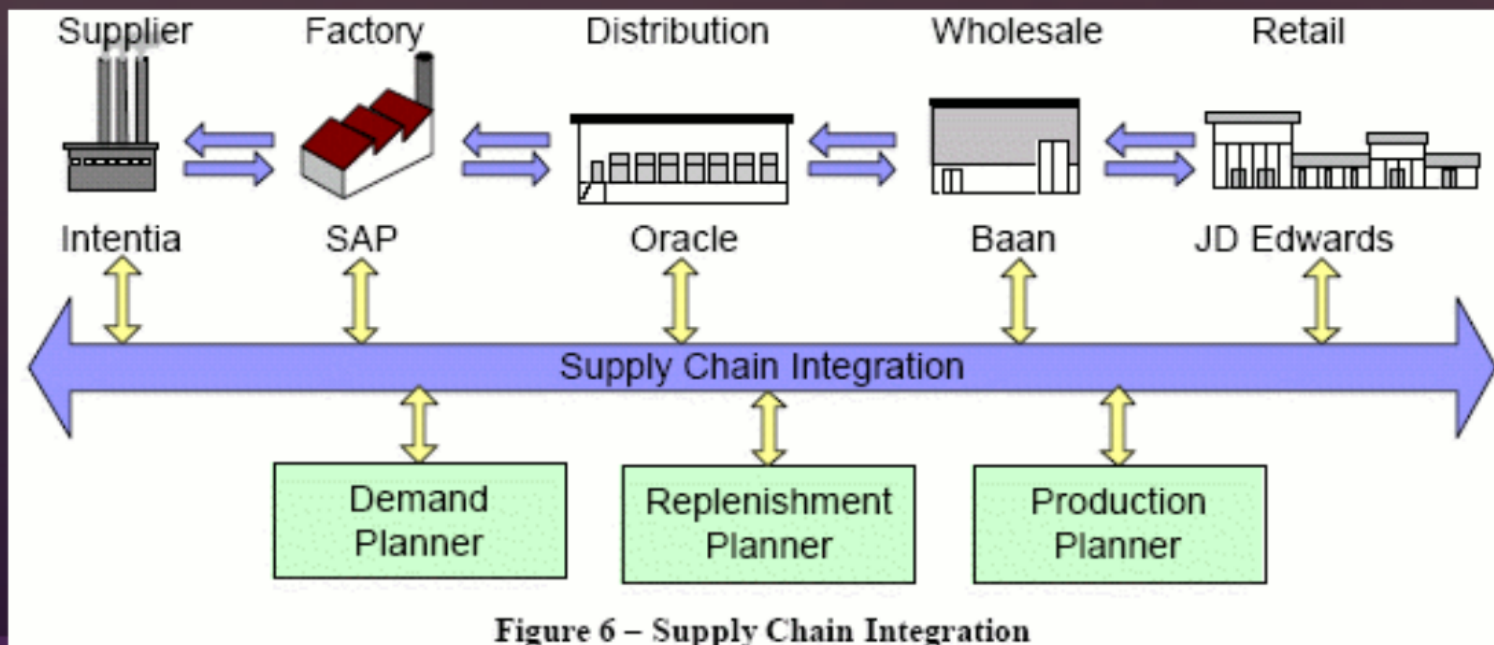 Supplier Factory Distribution Wholesale Retail
Intentia SAP Oracle Baan JD Edwards
Supply Chain Integration
Demand
Planner
Replenishment
Planner
Production
Planner
Figure 6 – Supply Chain Integration